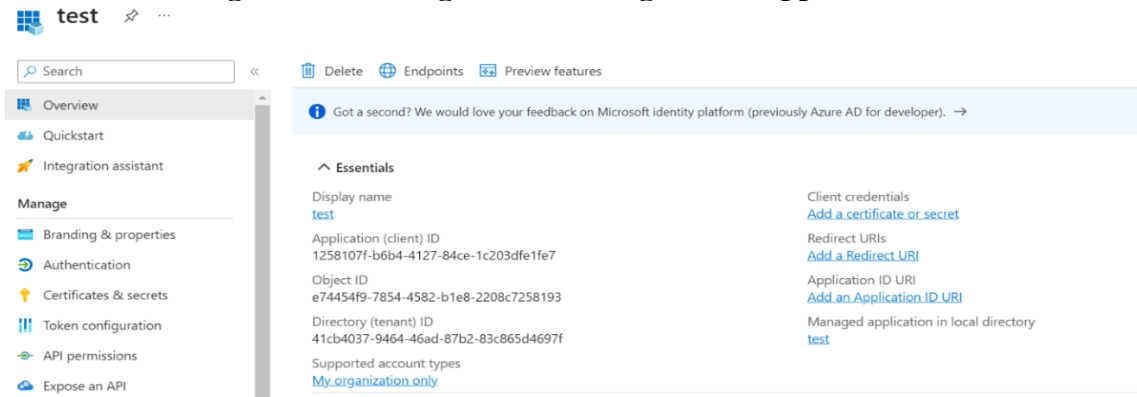 test
Search
Delete Endpoints Preview features
Overview
Got a second? We would love your feedback on Microsoft identity platform (previously Azure AD for developer). →
Quickstart
Integration assistant
Essentials
Manage
Display name
test
Client credentials
Add a certificate or secret
Branding & properties
Application (client) ID
1258107f-b6b4-4127-84ce-1c203dfe1fe7
Redirect URIs
Add a Redirect URI
Authentication
Object ID
e74454f9-7854-4582-b1e8-2208c7258193
Application ID URI
Add an Application ID URI
Certificates & secrets
Token configuration
Directory (tenant) ID
41cb4037-9464-46ad-87b2-83c865d4697f
Managed application in local directory
test
API permissions
Supported account types
My organization only
Expose an API